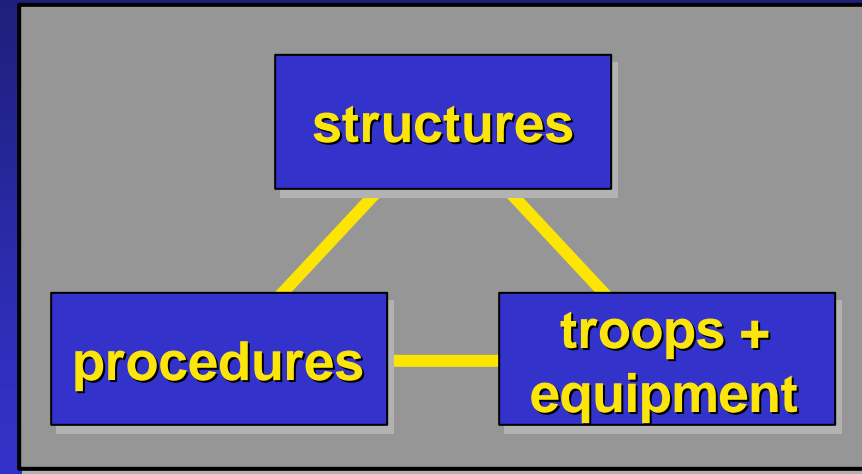 structures
procedures
troops +
equipment